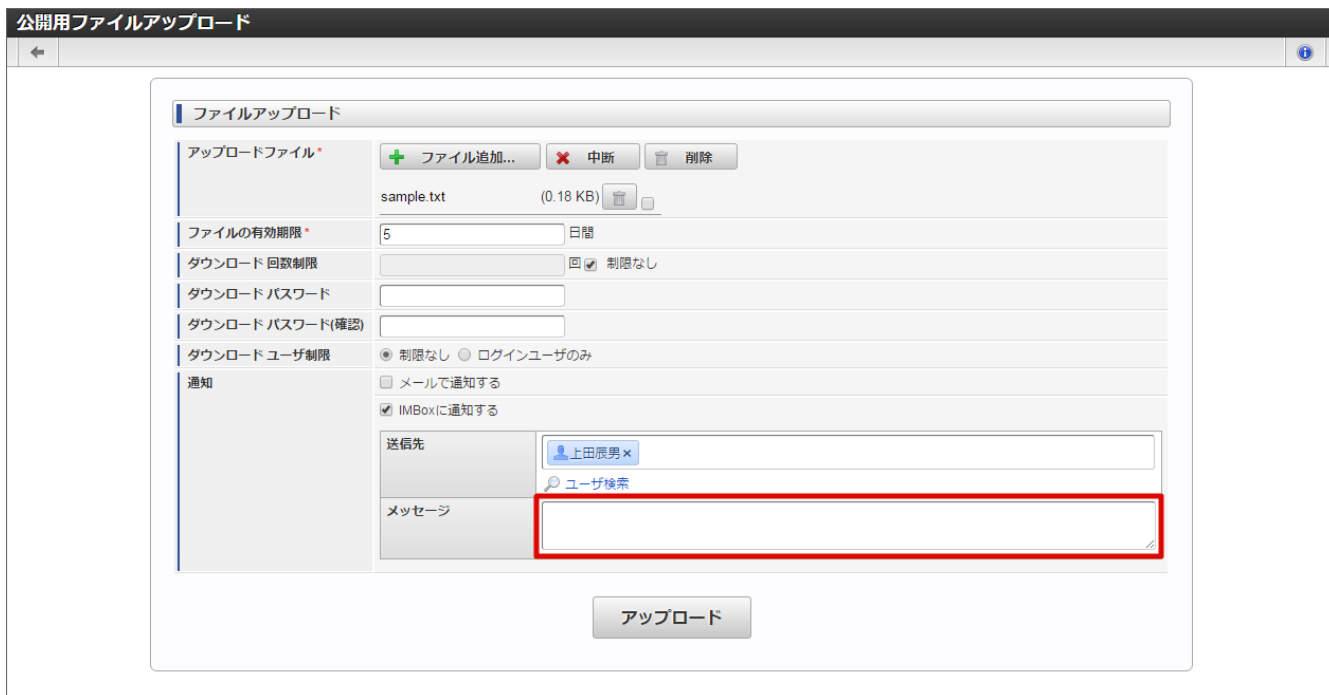 公開用ファイルアップロード
ファイルアップロード
アップロードファイル*
ファイル追加... 中断 削除
sample.txt (0.18 KB)
ファイルの有効期限* 5 日間
ダウンロード 回数制限 回 制限なし
ダウンロード パスワード
ダウンロード パスワード(確認)
ダウンロード ユーザ制限 制限なし ログインユーザのみ
通知 メールで通知する
IMBoxに通知する
送信先 上田辰男×
ユーザ検索
メッセージ
アップロード